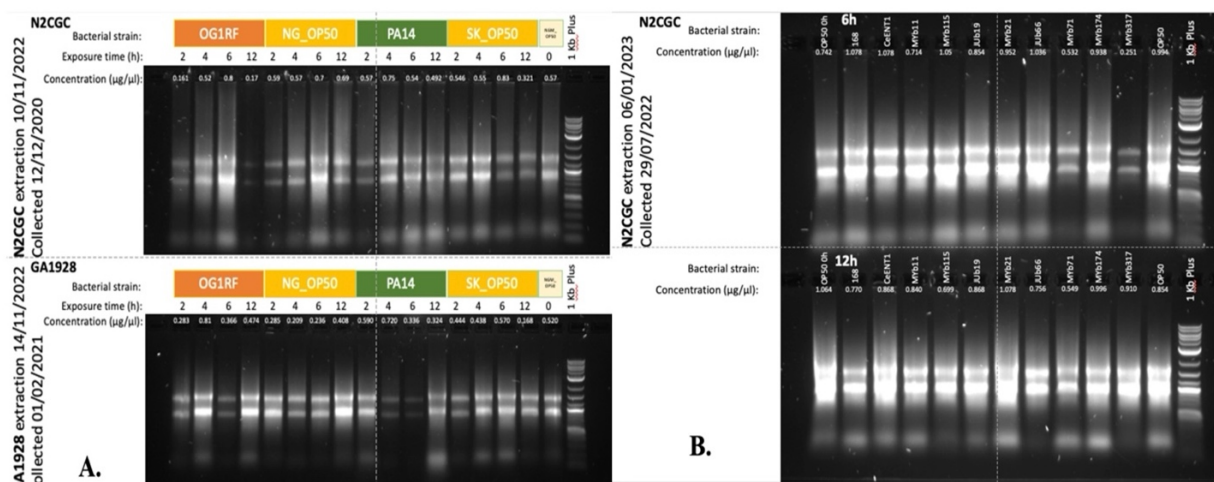 N2CGC
Bacterial strain:
OG1RF NG_OP50 PA14 SK_OP50
Exposure time (h): 2 4 6 12 2 4 6 12 2 4 6 12 2 4 6 12 0
1 Kb Plus
Concentration (µg/µl): 0.161 0.52 0.8 0.17 0.59 0.57 0.7 0.69 0.57 0.75 0.54 0.492 0.546 0.55 0.83 0.321 0.57
N2CGC extraction 10/11/2022
Collected 12/12/2020
GA1928
Bacterial strain:
OG1RF NG_OP50 PA14 SK_OP50
Exposure time (h): 2 4 6 12 2 4 6 12 2 4 6 12 2 4 6 12 0
1 Kb Plus
Concentration (µg/µl): 0.283 0.81 0.366 0.474 0.285 0.209 0.236 0.408 0.590 0.720 0.336 0.324 0.444 0.438 0.570 0.268 0.520
A1928 extraction 14/11/2022
Collected 01/02/2021
A.
N2CGC
6h
Bacterial strain: OP50 0h 168 CeENT1 MYb11 MYb115 JUb19 MYb21 JUb66 MYb71 MYb174 MYb317 OP50 1 Kb Plus
Concentration (µg/µl): 0.742 1.078 1.078 0.714 1.05 0.854 0.952 1.036 0.532 0.938 0.251 0.994
N2CGC extraction 06/01/2023
Collected 29/07/2022
12h
Bacterial strain: OP50 0h 168 CeENT1 MYb11 MYb115 JUb19 MYb21 JUb66 MYb71 MYb174 MYb317 OP50 1 Kb Plus
Concentration (µg/µl): 1.064 0.770 0.868 0.840 0.699 0.868 1.078 0.756 0.549 0.996 0.910 0.854
B.